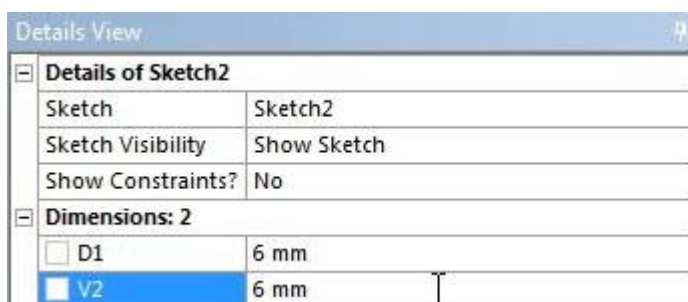 Details View
Details of Sketch2
Sketch Sketch2
Sketch Visibility Show Sketch
Show Constraints? No
Dimensions: 2
D1 6 mm
V2 6 mm